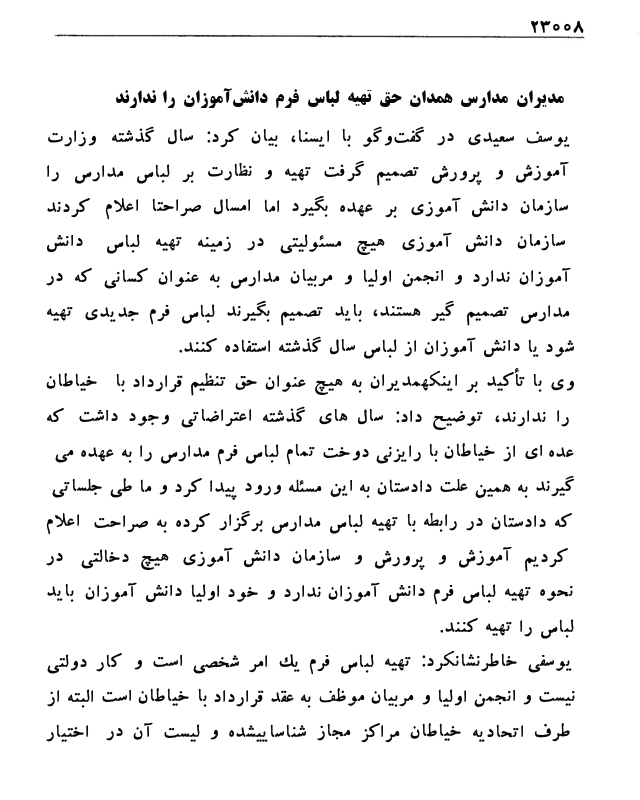 ۲۳۰۰۸
مدیران مدارس همدان حق تهیه لباس فرم دانش‌آموزان را ندارند
یوسف سعیدی در گفت‌وگو با ایسنا، بیان کرد: سال گذشته وزارت
آموزش و پرورش تصمیم گرفت تهیه و نظارت بر لباس مدارس را
سازمان دانش آموزی بر عهده بگیرد اما امسال صراحتا اعلام کردند
سازمان دانش آموزی هیچ مسئولیتی در زمینه تهیه لباس دانش
آموزان ندارد و انجمن اولیا و مربیان مدارس به عنوان کسانی که در
مدارس تصمیم گیر هستند، باید تصمیم بگیرند لباس فرم جدیدی تهیه
شود یا دانش آموزان از لباس سال گذشته استفاده کنند.
وی با تأکید بر اینکهمدیران به هیچ عنوان حق تنظیم قرارداد با خیاطان
را ندارند، توضیح داد: سال های گذشته اعتراضاتی وجود داشت که
عده ای از خیاطان با رایزنی دوخت تمام لباس فرم مدارس را به عهده می
گیرند به همین علت دادستان به این مسئله ورود پیدا کرد و ما طی جلساتی
که دادستان در رابطه با تهیه لباس مدارس برگزار کرده به صراحت اعلام
کردیم آموزش و پرورش و سازمان دانش آموزی هیچ دخالتی در
نحوه تهیه لباس فرم دانش آموزان ندارد و خود اولیا دانش آموزان باید
لباس را تهیه کنند.
یوسفی خاطرنشانکرد: تهیه لباس فرم یك امر شخصی است و کار دولتی
نیست و انجمن اولیا و مربیان موظف به عقد قرارداد با خیاطان است البته از
طرف اتحادیه خیاطان مراکز مجاز شناساییشده و لیست آن در اختیار